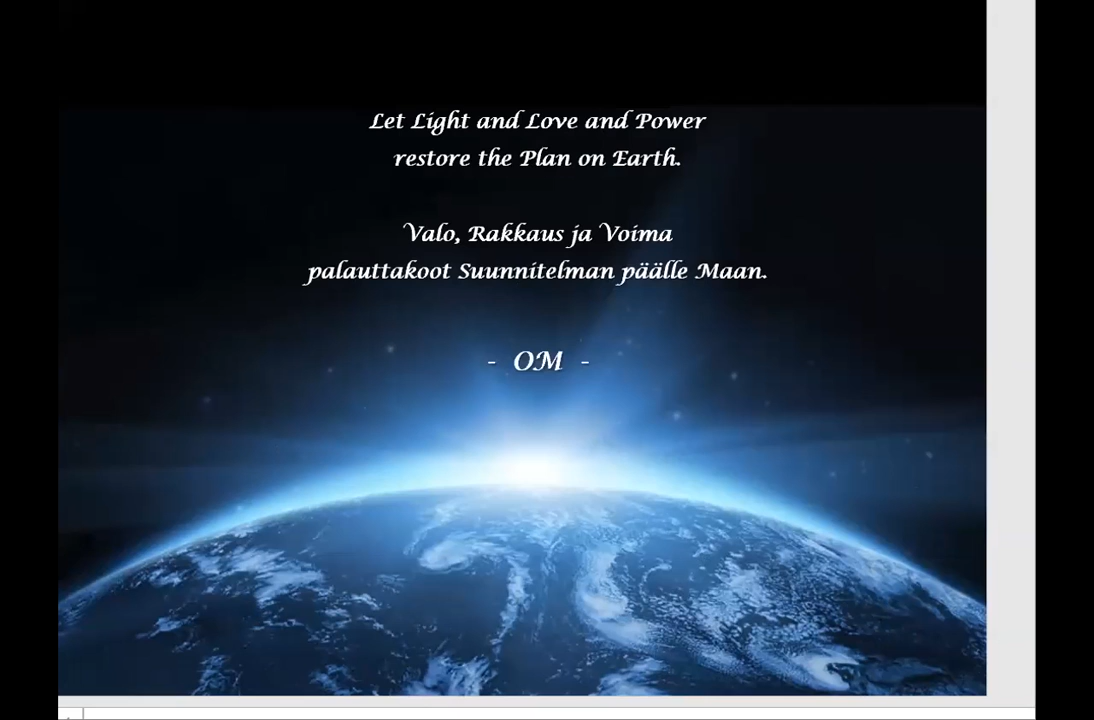 Let Light and Love and Power
restore the Plan on Earth.
Valo, Rakkaus ja Voima
palauttakoot Suunnitelman päälle Maan.
- OM -